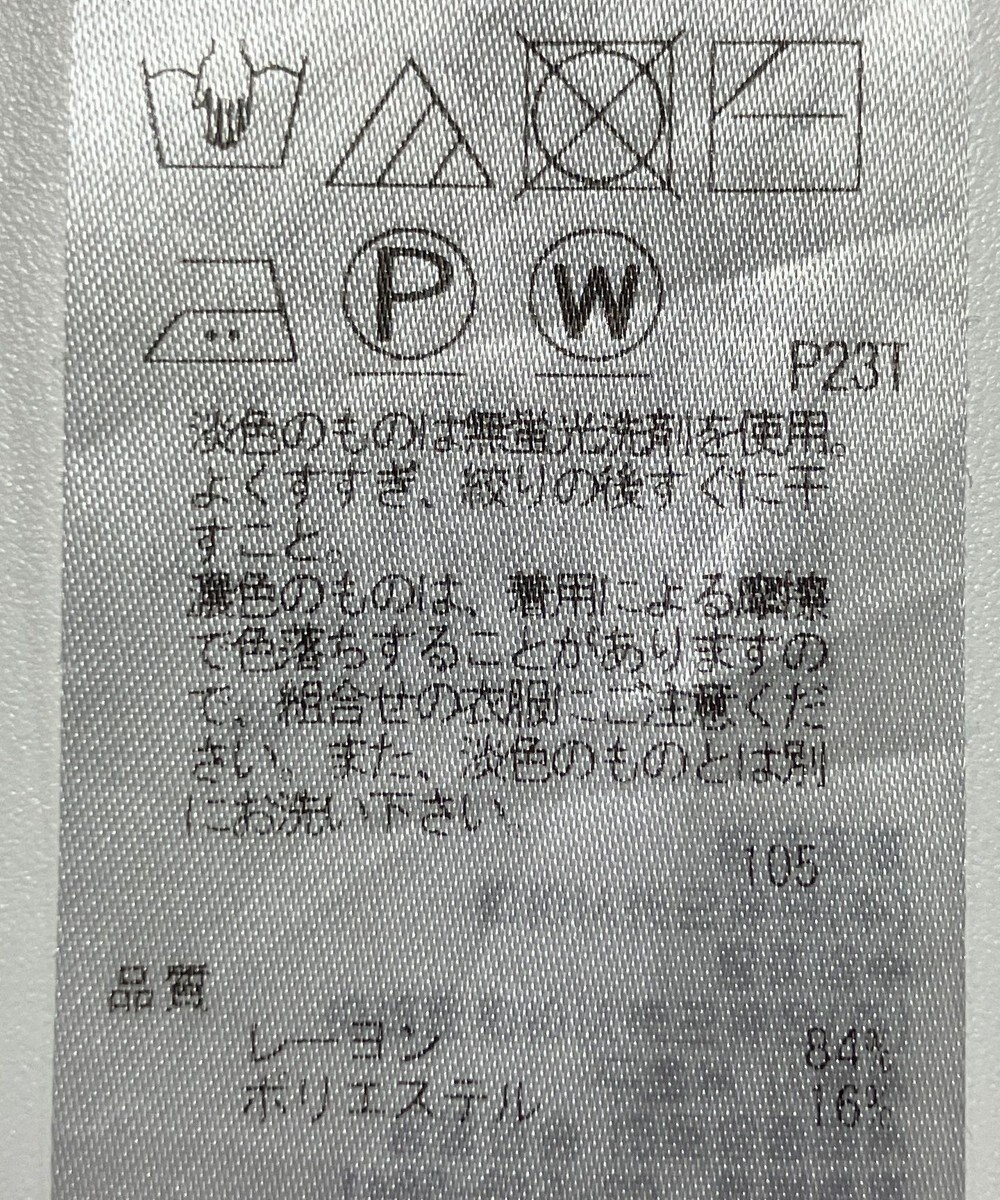 P W
P23T
淡色のものは無蛍光洗剤を使用。
よくすすぎ、絞りの後すぐに干
すこと。
濃色のものは、着用による摩擦
で色落ちすることがありますの
で、組合せの衣服にご注意くだ
さい。また、淡色のものとは別
にお洗い下さい。
105
品質
レーヨン 84%
ポリエステル 16%